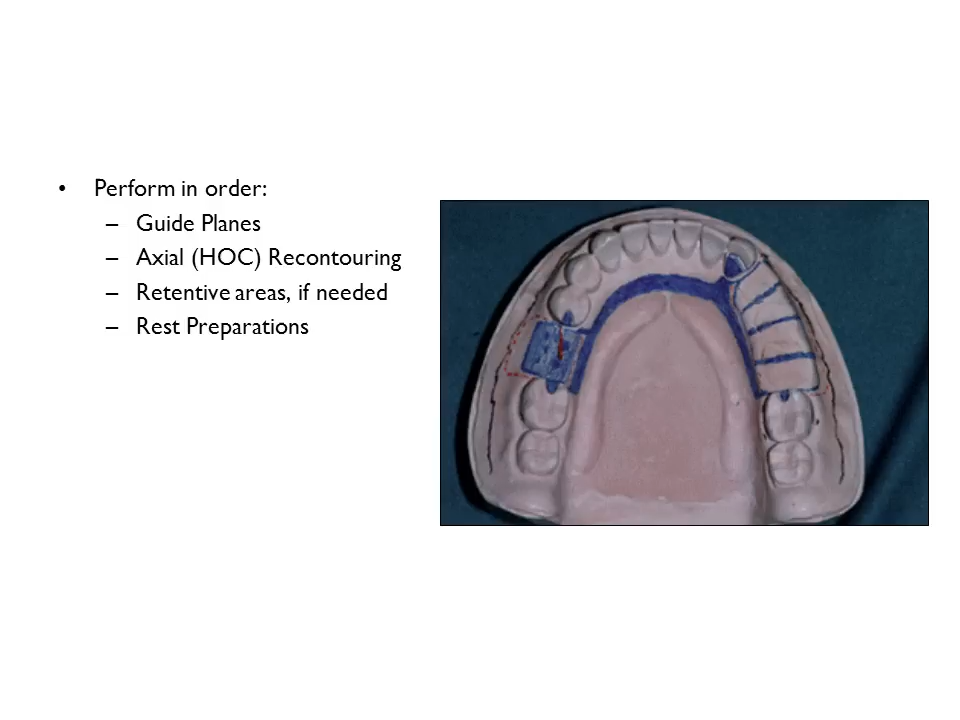 • Perform in order:
– Guide Planes
– Axial (HOC) Recontouring
– Retentive areas, if needed
– Rest Preparations